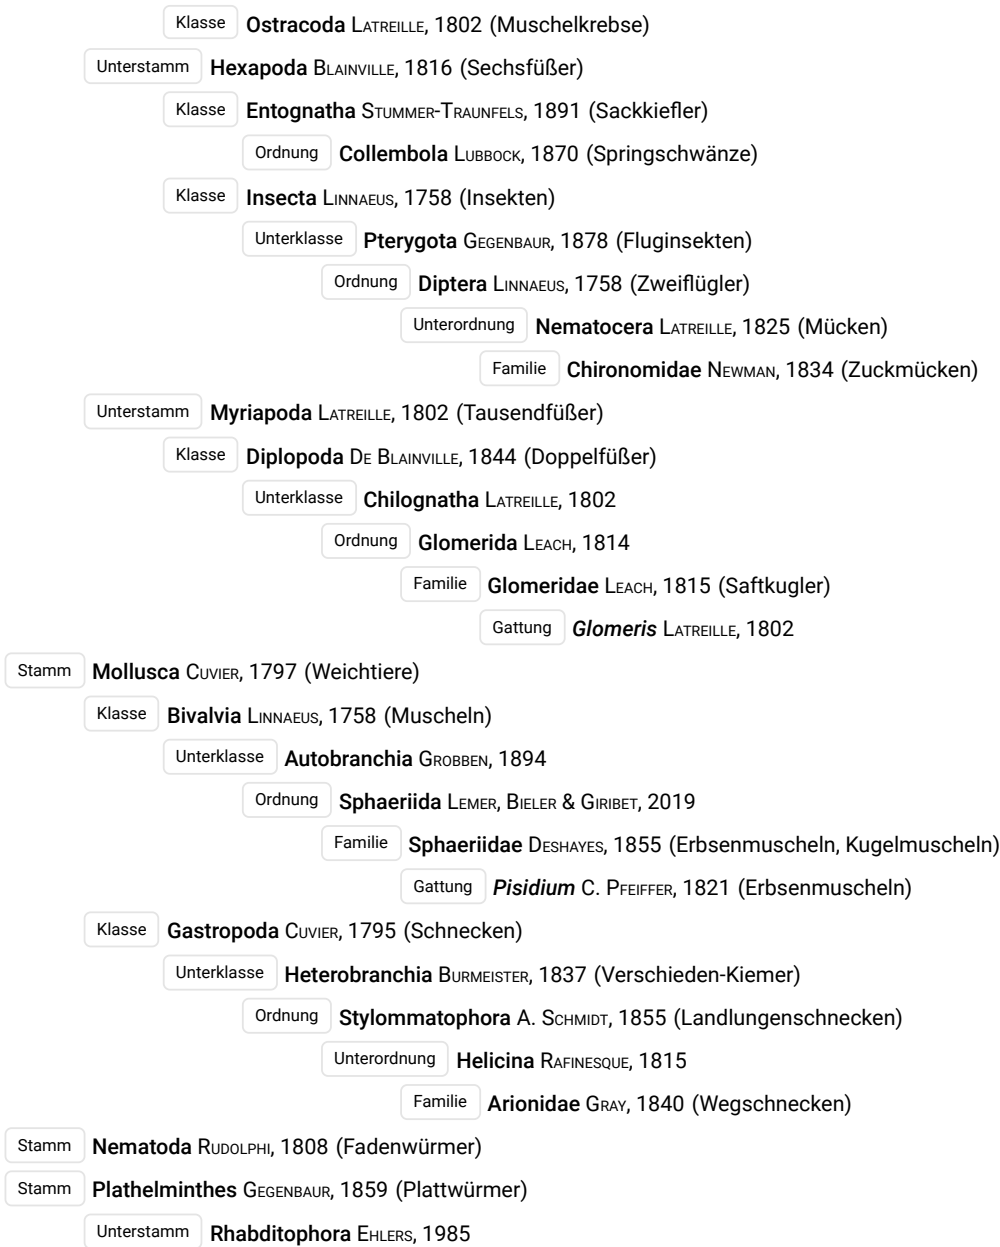 Klasse Ostracoda Latreille, 1802 (Muschelkrebse)
Unterstamm Hexapoda Blainville, 1816 (Sechsfüßer)
Klasse Entognatha Stummer-Traunfels, 1891 (Sackkiefler)
Ordnung Collembola Lubbock, 1870 (Springschwänze)
Klasse Insecta Linnaeus, 1758 (Insekten)
Unterklasse Pterygota Gegenbaur, 1878 (Fluginsekten)
Ordnung Diptera Linnaeus, 1758 (Zweiflügler)
Unterordnung Nematocera Latreille, 1825 (Mücken)
Familie Chironomidae Newman, 1834 (Zuckmücken)
Unterstamm Myriapoda Latreille, 1802 (Tausendfüßer)
Klasse Diplopoda De Blainville, 1844 (Doppelfüßer)
Unterklasse Chilognatha Latreille, 1802
Ordnung Glomerida Leach, 1814
Familie Glomeridae Leach, 1815 (Saftkugler)
Gattung Glomeris Latreille, 1802
Stamm Mollusca Cuvier, 1797 (Weichtiere)
Klasse Bivalvia Linnaeus, 1758 (Muscheln)
Unterklasse Autobranchia Grobben, 1894
Ordnung Sphaeriida Lemer, Bieler & Giribet, 2019
Familie Sphaeriidae Deshayes, 1855 (Erbsenmuscheln, Kugelmuscheln)
Gattung Pisidium C. Pfeiffer, 1821 (Erbsenmuscheln)
Klasse Gastropoda Cuvier, 1795 (Schnecken)
Unterklasse Heterobranchia Burmeister, 1837 (Verschieden-Kiemer)
Ordnung Stylommatophora A. Schmidt, 1855 (Landlungenschnecken)
Unterordnung Helicina Rafinesque, 1815
Familie Arionidae Gray, 1840 (Wegschnecken)
Stamm Nematoda Rudolphi, 1808 (Fadenwürmer)
Stamm Plathelminthes Gegenbaur, 1859 (Plattwürmer)
Unterstamm Rhabditophora Ehlers, 1985